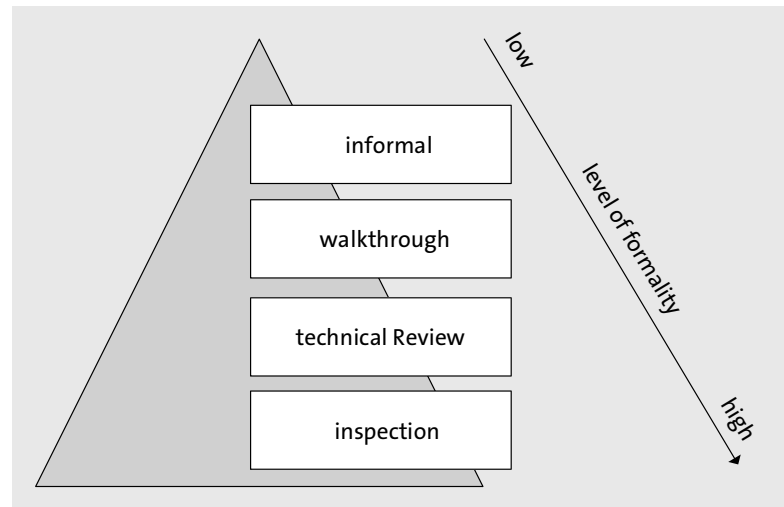 low
informal
walkthrough
level of formality
technical Review
inspection
high